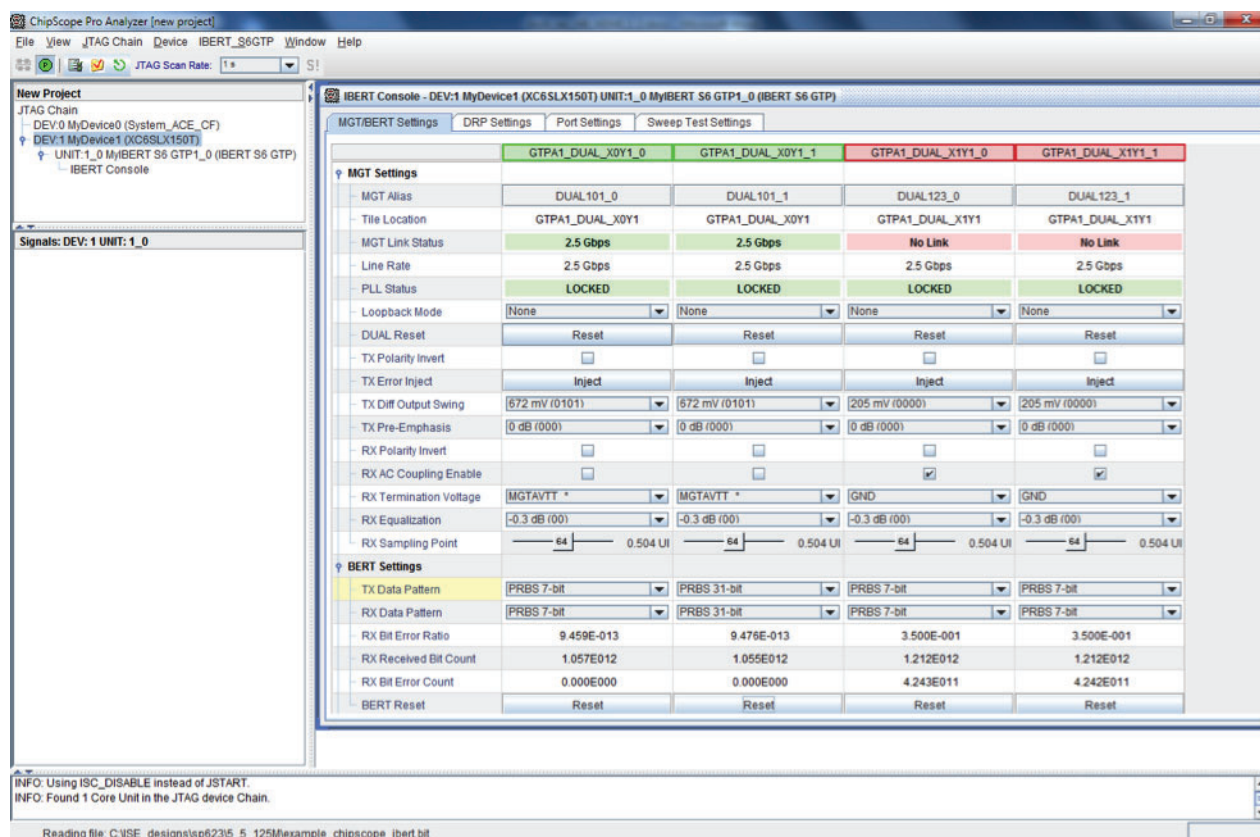 ChipScope Pro Analyzer [new project]
File View JTAG Chain Device IBERT_S6GTP Window Help
JTAG Scan Rate: 1 s S!
New Project
JTAG Chain
DEV:0 MyDevice0 (System_ACE_CF)
DEV:1 MyDevice1 (XC6SLX150T)
UNIT:1_0 MyIBERT S6 GTP1_0 (IBERT S6 GTP)
IBERT Console
Signals: DEV: 1 UNIT: 1_0
IBERT Console - DEV:1 MyDevice1 (XC6SLX150T) UNIT:1_0 MyIBERT S6 GTP1_0 (IBERT S6 GTP)
MGT/BERT Settings DRP Settings Port Settings Sweep Test Settings
GTPA1_DUAL_X0Y1_0 GTPA1_DUAL_X0Y1_1 GTPA1_DUAL_X1Y1_0 GTPA1_DUAL_X1Y1_1
MGT Settings
MGT Alias DUAL101_0 DUAL101_1 DUAL123_0 DUAL123_1
Tile Location GTPA1_DUAL_X0Y1 GTPA1_DUAL_X0Y1 GTPA1_DUAL_X1Y1 GTPA1_DUAL_X1Y1
MGT Link Status 2.5 Gbps 2.5 Gbps No Link No Link
Line Rate 2.5 Gbps 2.5 Gbps 2.5 Gbps 2.5 Gbps
PLL Status LOCKED LOCKED LOCKED LOCKED
Loopback Mode None None None None
DUAL Reset Reset Reset Reset Reset
TX Polarity Invert
TX Error Inject Inject Inject Inject Inject
TX Diff Output Swing 672 mV (0101) 672 mV (0101) 205 mV (0000) 205 mV (0000)
TX Pre-Emphasis 0 dB (000) 0 dB (000) 0 dB (000) 0 dB (000)
RX Polarity Invert
RX AC Coupling Enable
RX Termination Voltage MGTAVTT * MGTAVTT * GND GND
RX Equalization -0.3 dB (00) -0.3 dB (00) -0.3 dB (00) -0.3 dB (00)
RX Sampling Point 64 0.504 UI 64 0.504 UI 64 0.504 UI 64 0.504 UI
BERT Settings
TX Data Pattern PRBS 7-bit PRBS 31-bit PRBS 7-bit PRBS 7-bit
RX Data Pattern PRBS 7-bit PRBS 31-bit PRBS 7-bit PRBS 7-bit
RX Bit Error Ratio 9.459E-013 9.476E-013 3.500E-001 3.500E-001
RX Received Bit Count 1.057E012 1.055E012 1.212E012 1.212E012
RX Bit Error Count 0.000E000 0.000E000 4.243E011 4.242E011
BERT Reset Reset Reset Reset Reset
INFO: Using ISC_DISABLE instead of JSTART.
INFO: Found 1 Core Unit in the JTAG device Chain.
Reading file: C:\ISE_designs\sp623\5_5_125M\example_chipscope_ibert.bit